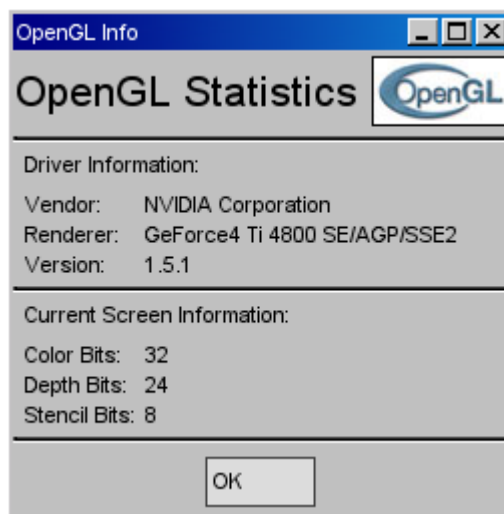 OpenGL Info
OpenGL Statistics OpenGL
Driver Information:
Vendor: NVIDIA Corporation
Renderer: GeForce4 Ti 4800 SE/AGP/SSE2
Version: 1.5.1
Current Screen Information:
Color Bits: 32
Depth Bits: 24
Stencil Bits: 8
OK